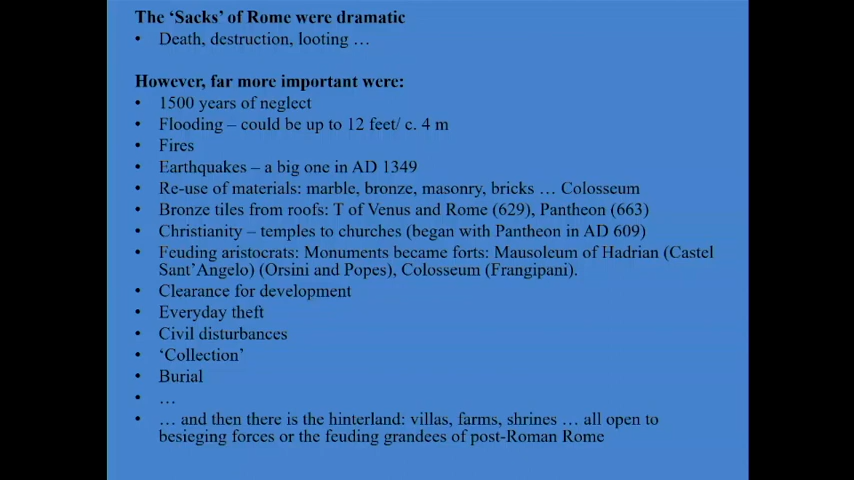 The ‘Sacks’ of Rome were dramatic
• Death, destruction, looting …
However, far more important were:
• 1500 years of neglect
• Flooding – could be up to 12 feet/ c. 4 m
• Fires
• Earthquakes – a big one in AD 1349
• Re-use of materials: marble, bronze, masonry, bricks … Colosseum
• Bronze tiles from roofs: T of Venus and Rome (629), Pantheon (663)
• Christianity – temples to churches (began with Pantheon in AD 609)
• Feuding aristocrats: Monuments became forts: Mausoleum of Hadrian (Castel
Sant’Angelo) (Orsini and Popes), Colosseum (Frangipani).
• Clearance for development
• Everyday theft
• Civil disturbances
• ‘Collection’
• Burial
• …
• … and then there is the hinterland: villas, farms, shrines … all open to
besieging forces or the feuding grandees of post-Roman Rome